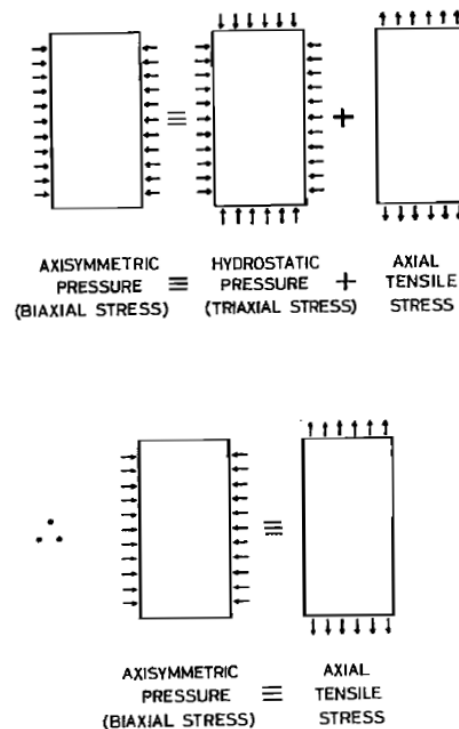 ≡ +
AXISYMMETRIC PRESSURE (BIAXIAL STRESS) ≡ HYDROSTATIC PRESSURE (TRIAXIAL STRESS) + AXIAL TENSILE STRESS
∴ ≡
AXISYMMETRIC PRESSURE (BIAXIAL STRESS) ≡ AXIAL TENSILE STRESS